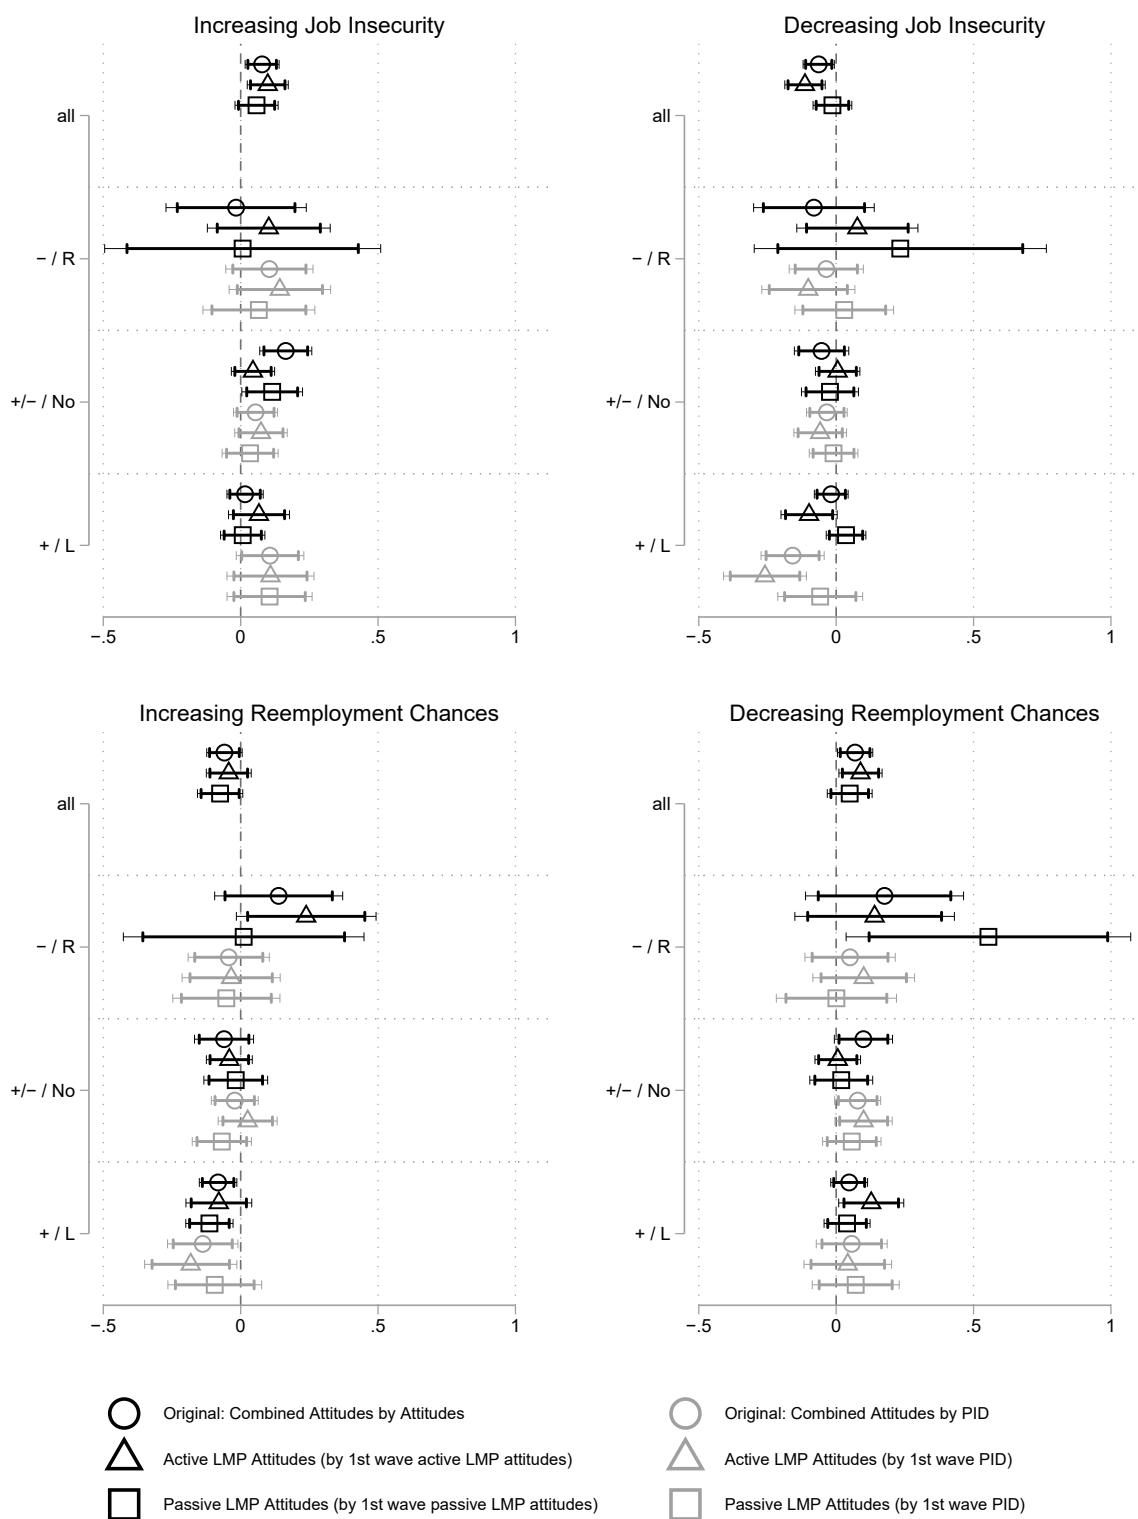 Increasing Job Insecurity
all
− / R
+/− / No
+ / L
−.5 0 .5 1
Decreasing Job Insecurity
all
− / R
+/− / No
+ / L
−.5 0 .5 1
Increasing Reemployment Chances
all
− / R
+/− / No
+ / L
−.5 0 .5 1
Decreasing Reemployment Chances
all
− / R
+/− / No
+ / L
−.5 0 .5 1
Original: Combined Attitudes by Attitudes
Original: Combined Attitudes by PID
Active LMP Attitudes (by 1st wave active LMP attitudes)
Active LMP Attitudes (by 1st wave PID)
Passive LMP Attitudes (by 1st wave passive LMP attitudes)
Passive LMP Attitudes (by 1st wave PID)